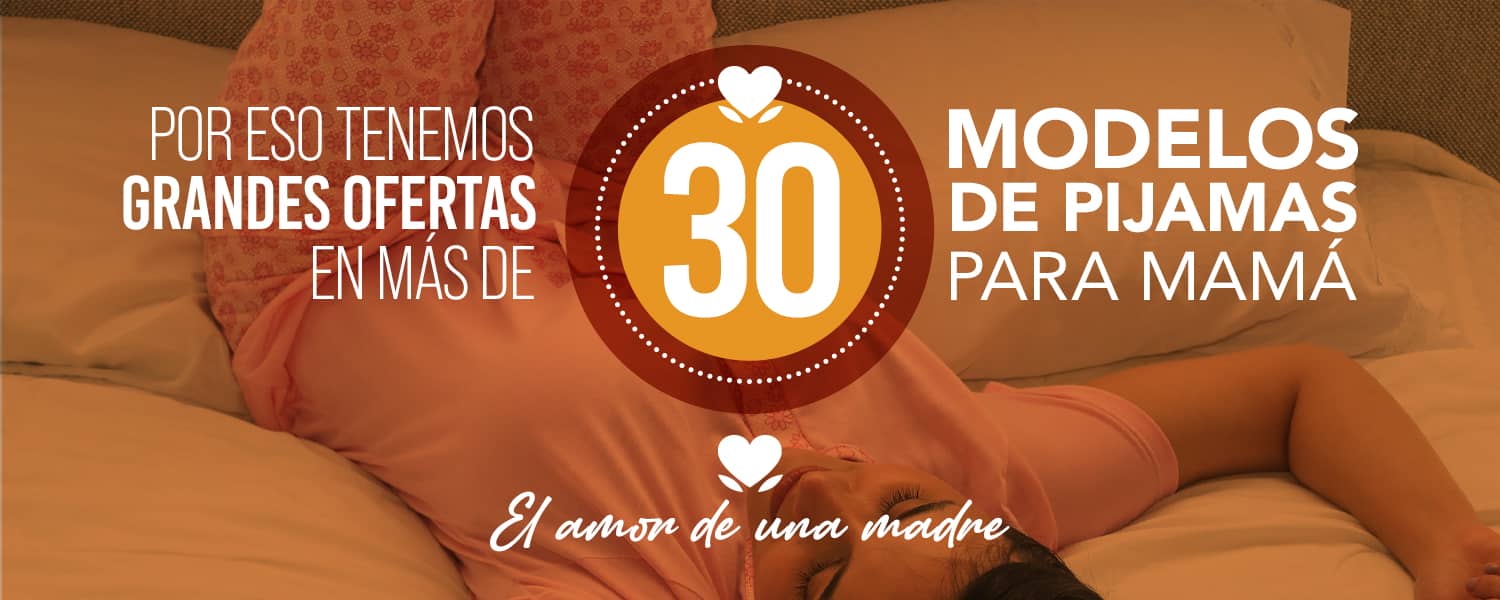 POR ESO TENEMOS
GRANDES OFERTAS
EN MÁS DE
30
MODELOS
DE PIJAMAS
PARA MAMÁ
El amor de una madre